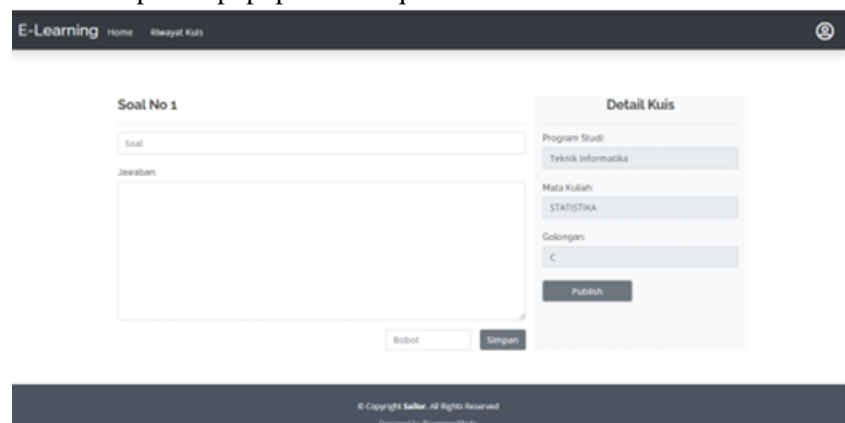 E-Learning Home Riwayat Kuis
Soal No 1
Soal
Jawaban:
Bobot Simpan
Detail Kuis
Program Studi:
Teknik Informatika
Mata Kuliah:
STATISTIKA
Golongan:
C
Publish
© Copyright Sailor. All Rights Reserved